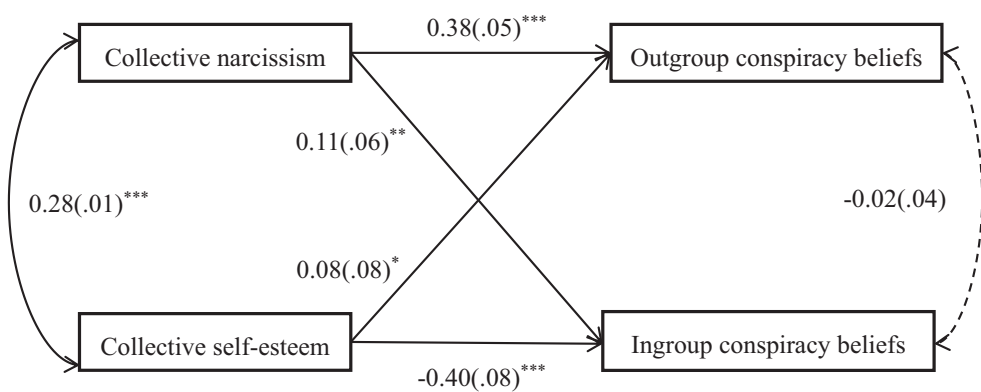 0.38(.05)***
Collective narcissism
Outgroup conspiracy beliefs
0.11(.06)**
0.28(.01)***
-0.02(.04)
0.08(.08)*
Collective self-esteem
Ingroup conspiracy beliefs
-0.40(.08)***